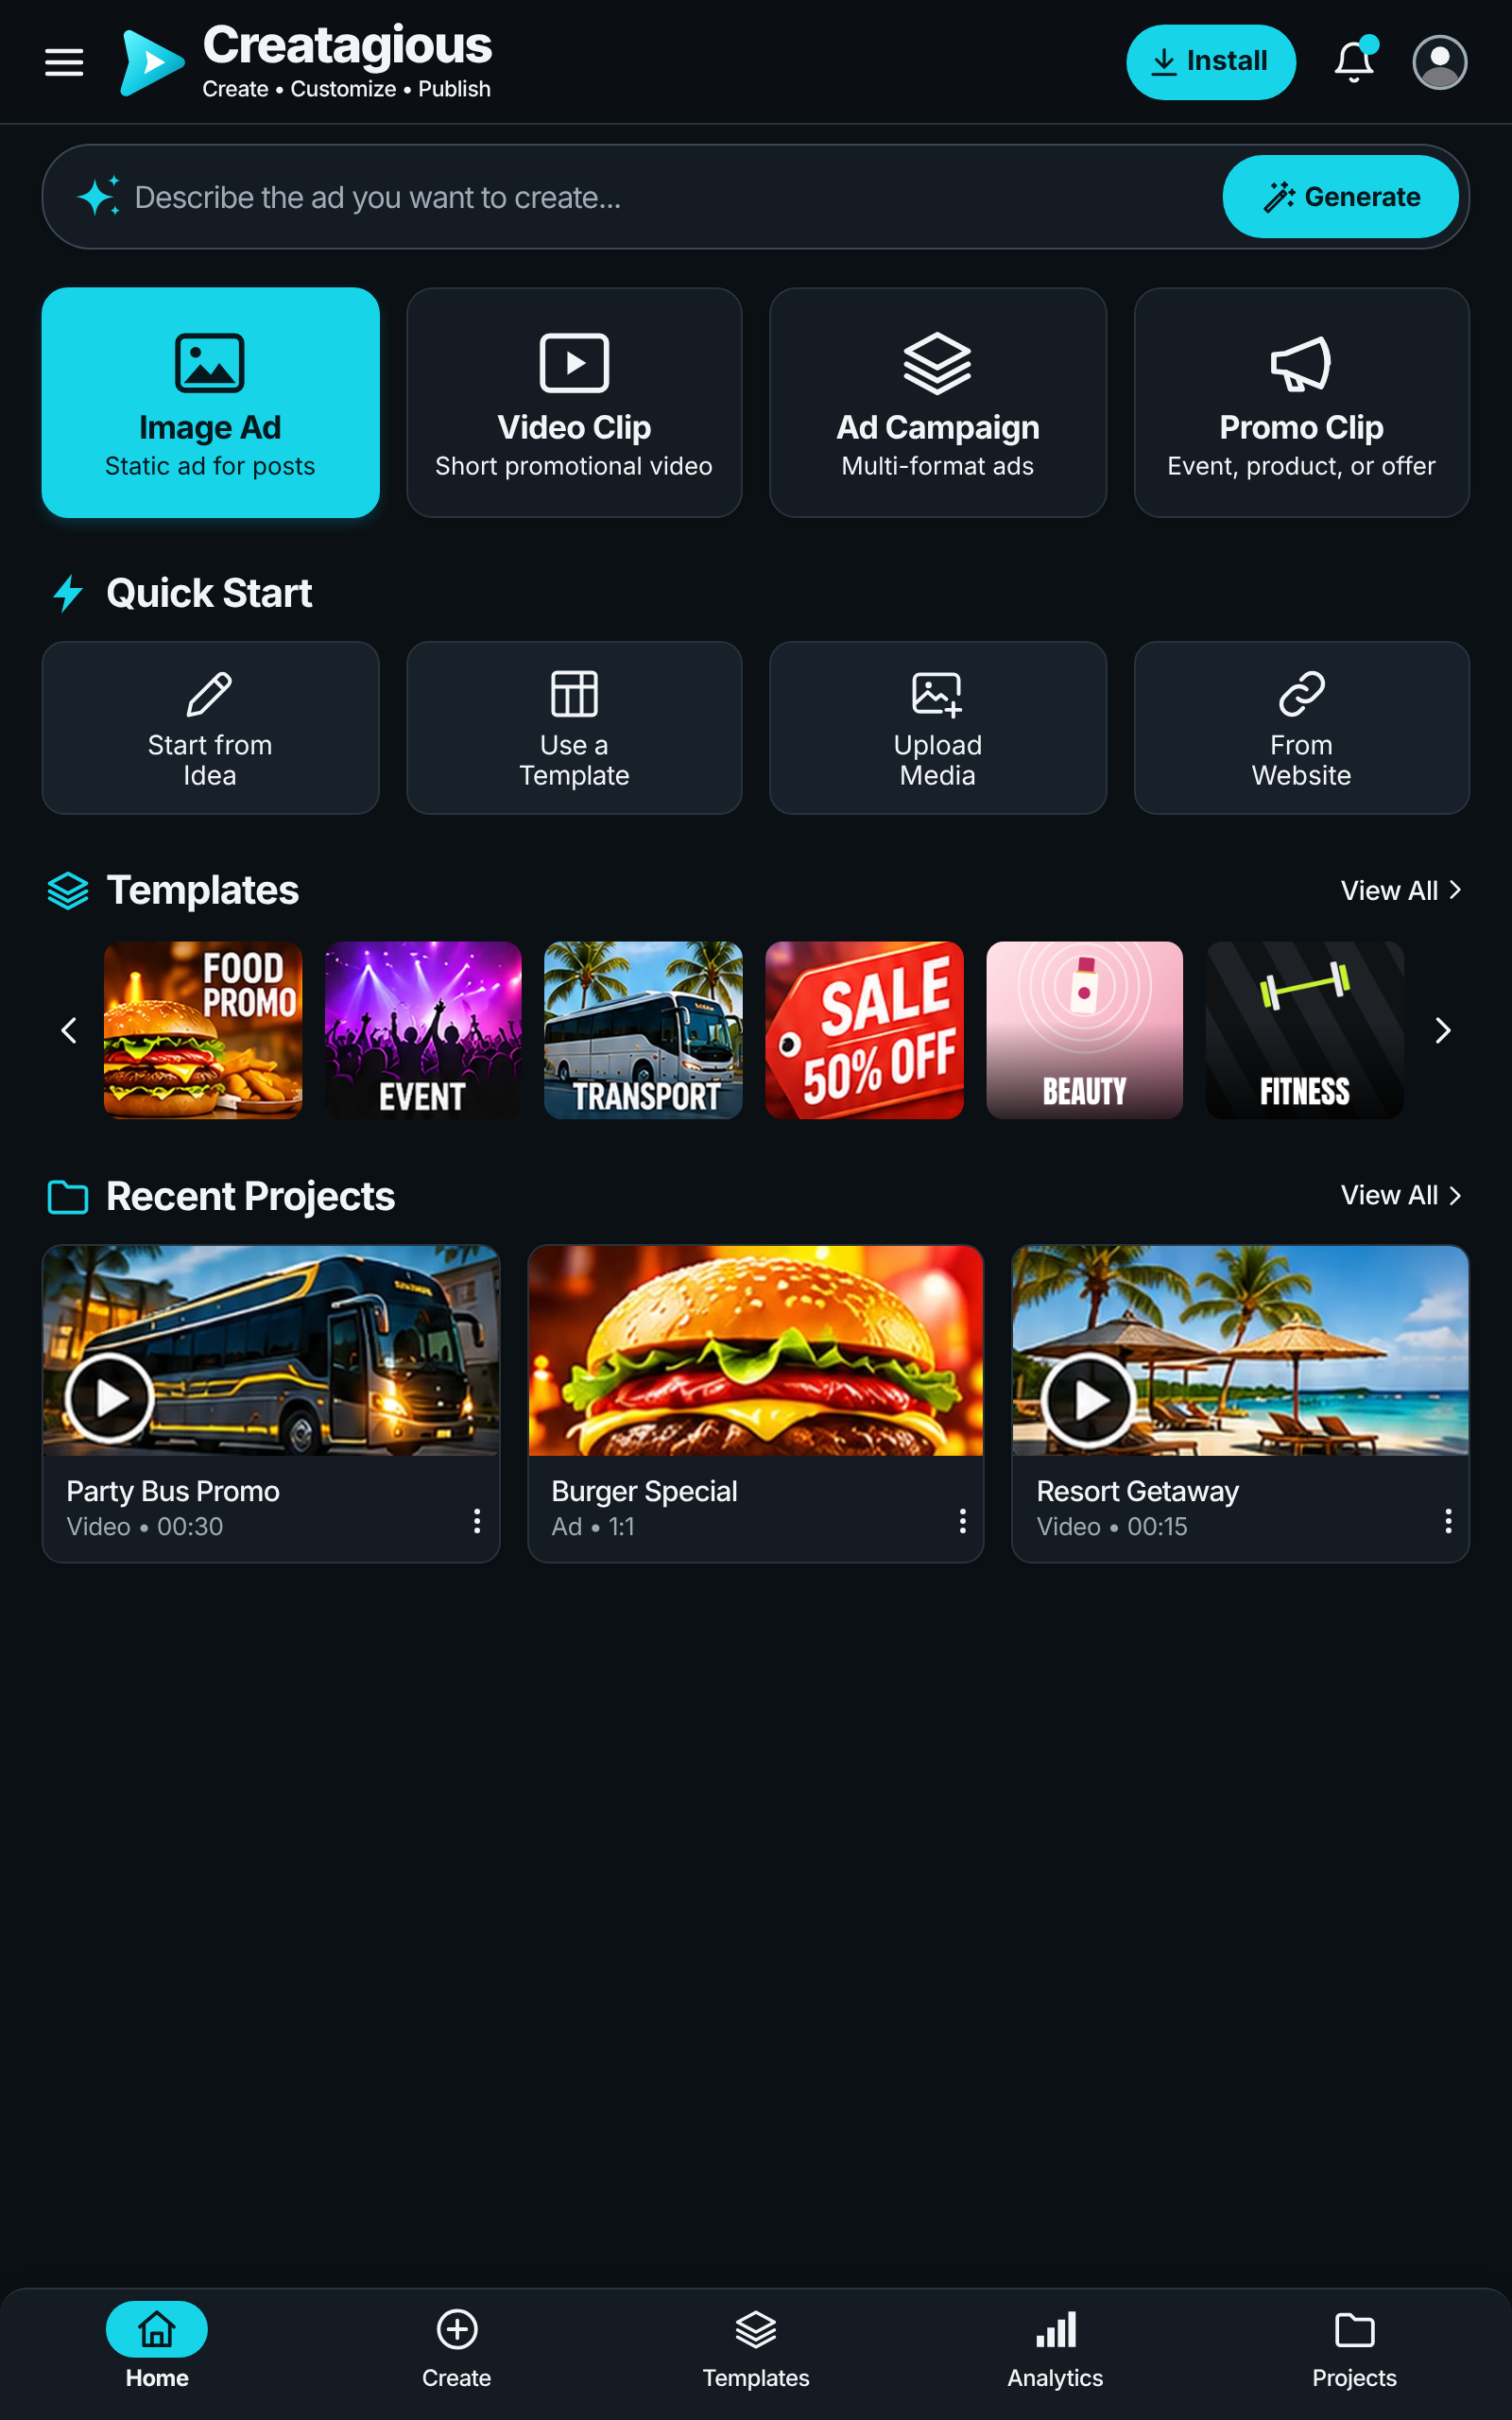 Creatagious
Create • Customize • Publish
Install
Describe the ad you want to create...
Generate
Image Ad
Static ad for posts
Video Clip
Short promotional video
Ad Campaign
Multi-format ads
Promo Clip
Event, product, or offer
Quick Start
Start from
Idea
Use a
Template
Upload
Media
From
Website
Templates
View All
FOOD
PROMO
EVENT
TRANSPORT
SALE
50% OFF
BEAUTY
FITNESS
Recent Projects
View All
Party Bus Promo
Video • 00:30
Burger Special
Ad • 1:1
Resort Getaway
Video • 00:15
Home
Create
Templates
Analytics
Projects